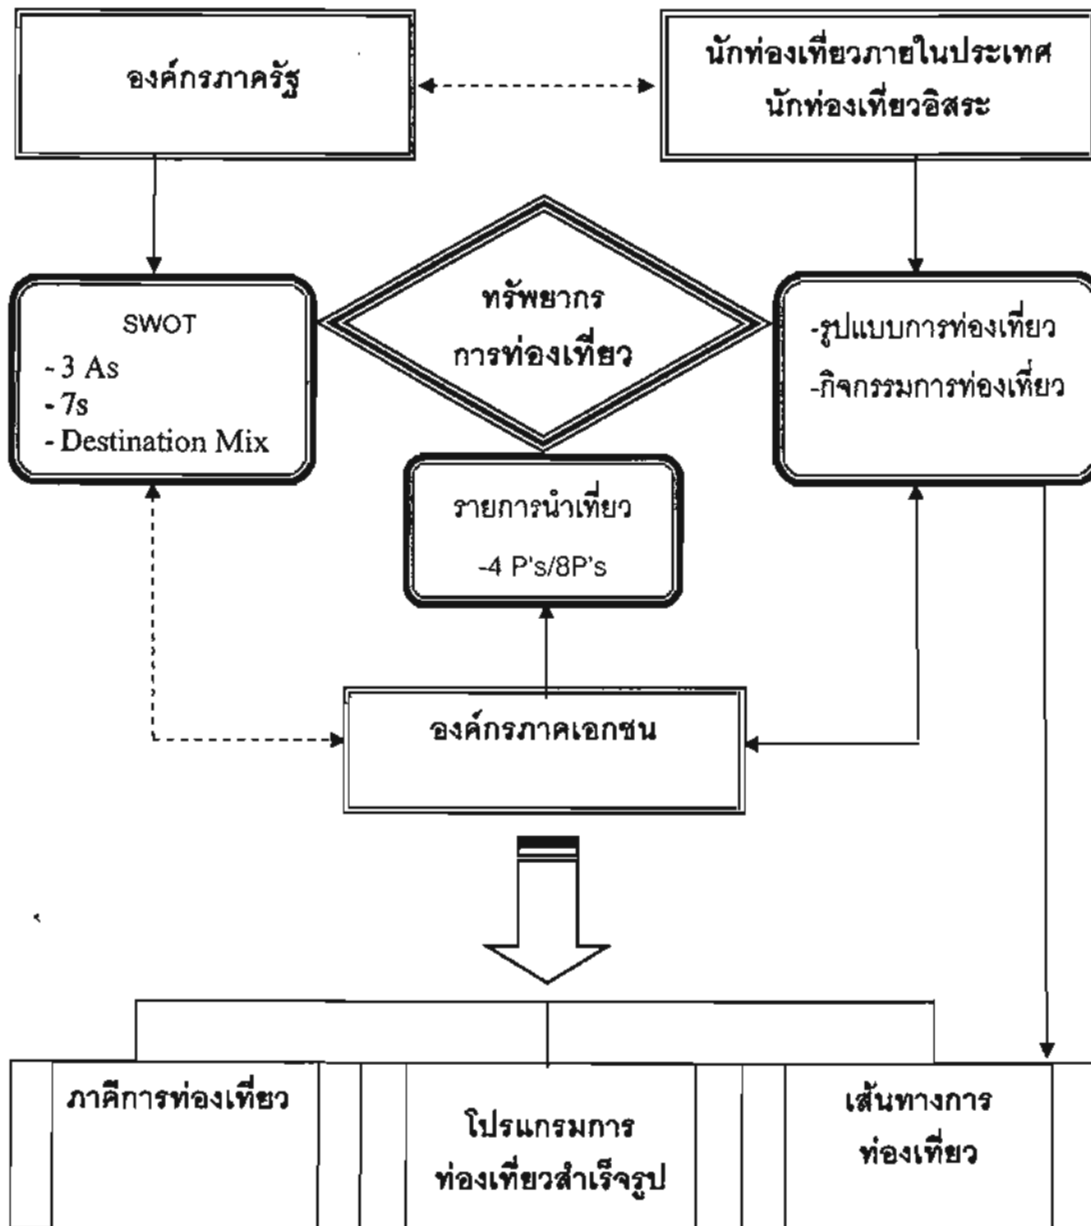 องค์กรภาครัฐ
นักท่องเที่ยวภายในประเทศ
นักท่องเที่ยวอิสระ
ทรัพยากร
การท่องเที่ยว
SWOT
- 3 As
- 7s
- Destination Mix
-รูปแบบการท่องเที่ยว
-กิจกรรมการท่องเที่ยว
รายการนำเที่ยว
-4 P's/8P's
องค์กรภาคเอกชน
ภาคีการท่องเที่ยว
โปรแกรมการ
ท่องเที่ยวสำเร็จรูป
เส้นทางการ
ท่องเที่ยว